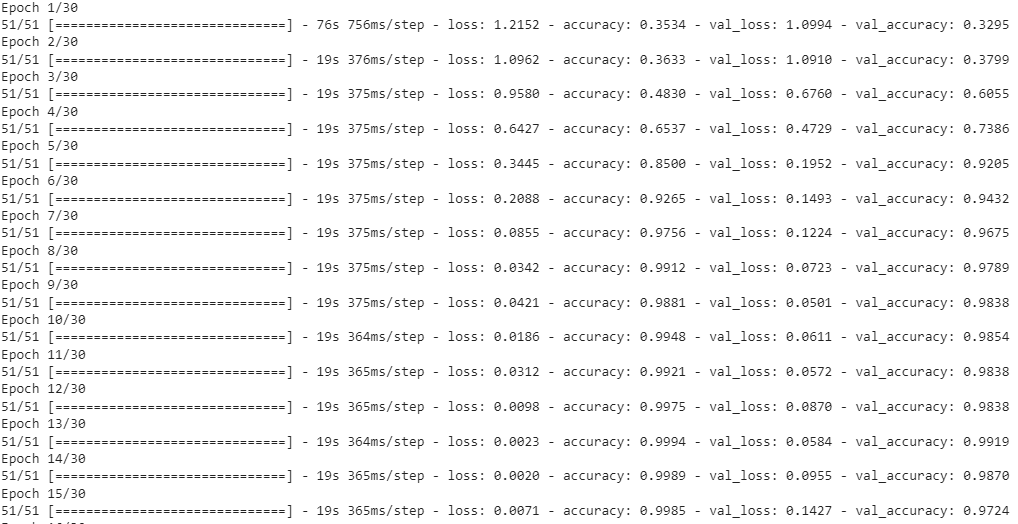 Epoch 1/30
51/51 [==============================] - 76s 756ms/step - loss: 1.2152 - accuracy: 0.3534 - val_loss: 1.0994 - val_accuracy: 0.3295
Epoch 2/30
51/51 [==============================] - 19s 376ms/step - loss: 1.0962 - accuracy: 0.3633 - val_loss: 1.0910 - val_accuracy: 0.3799
Epoch 3/30
51/51 [==============================] - 19s 375ms/step - loss: 0.9580 - accuracy: 0.4830 - val_loss: 0.6760 - val_accuracy: 0.6055
Epoch 4/30
51/51 [==============================] - 19s 375ms/step - loss: 0.6427 - accuracy: 0.6537 - val_loss: 0.4729 - val_accuracy: 0.7386
Epoch 5/30
51/51 [==============================] - 19s 375ms/step - loss: 0.3445 - accuracy: 0.8500 - val_loss: 0.1952 - val_accuracy: 0.9205
Epoch 6/30
51/51 [==============================] - 19s 375ms/step - loss: 0.2088 - accuracy: 0.9265 - val_loss: 0.1493 - val_accuracy: 0.9432
Epoch 7/30
51/51 [==============================] - 19s 375ms/step - loss: 0.0855 - accuracy: 0.9756 - val_loss: 0.1224 - val_accuracy: 0.9675
Epoch 8/30
51/51 [==============================] - 19s 375ms/step - loss: 0.0342 - accuracy: 0.9912 - val_loss: 0.0723 - val_accuracy: 0.9789
Epoch 9/30
51/51 [==============================] - 19s 375ms/step - loss: 0.0421 - accuracy: 0.9881 - val_loss: 0.0501 - val_accuracy: 0.9838
Epoch 10/30
51/51 [==============================] - 19s 364ms/step - loss: 0.0186 - accuracy: 0.9948 - val_loss: 0.0611 - val_accuracy: 0.9854
Epoch 11/30
51/51 [==============================] - 19s 365ms/step - loss: 0.0312 - accuracy: 0.9921 - val_loss: 0.0572 - val_accuracy: 0.9838
Epoch 12/30
51/51 [==============================] - 19s 365ms/step - loss: 0.0098 - accuracy: 0.9975 - val_loss: 0.0870 - val_accuracy: 0.9838
Epoch 13/30
51/51 [==============================] - 19s 364ms/step - loss: 0.0023 - accuracy: 0.9994 - val_loss: 0.0584 - val_accuracy: 0.9919
Epoch 14/30
51/51 [==============================] - 19s 365ms/step - loss: 0.0020 - accuracy: 0.9989 - val_loss: 0.0955 - val_accuracy: 0.9870
Epoch 15/30
51/51 [==============================] - 19s 365ms/step - loss: 0.0071 - accuracy: 0.9985 - val_loss: 0.1427 - val_accuracy: 0.9724